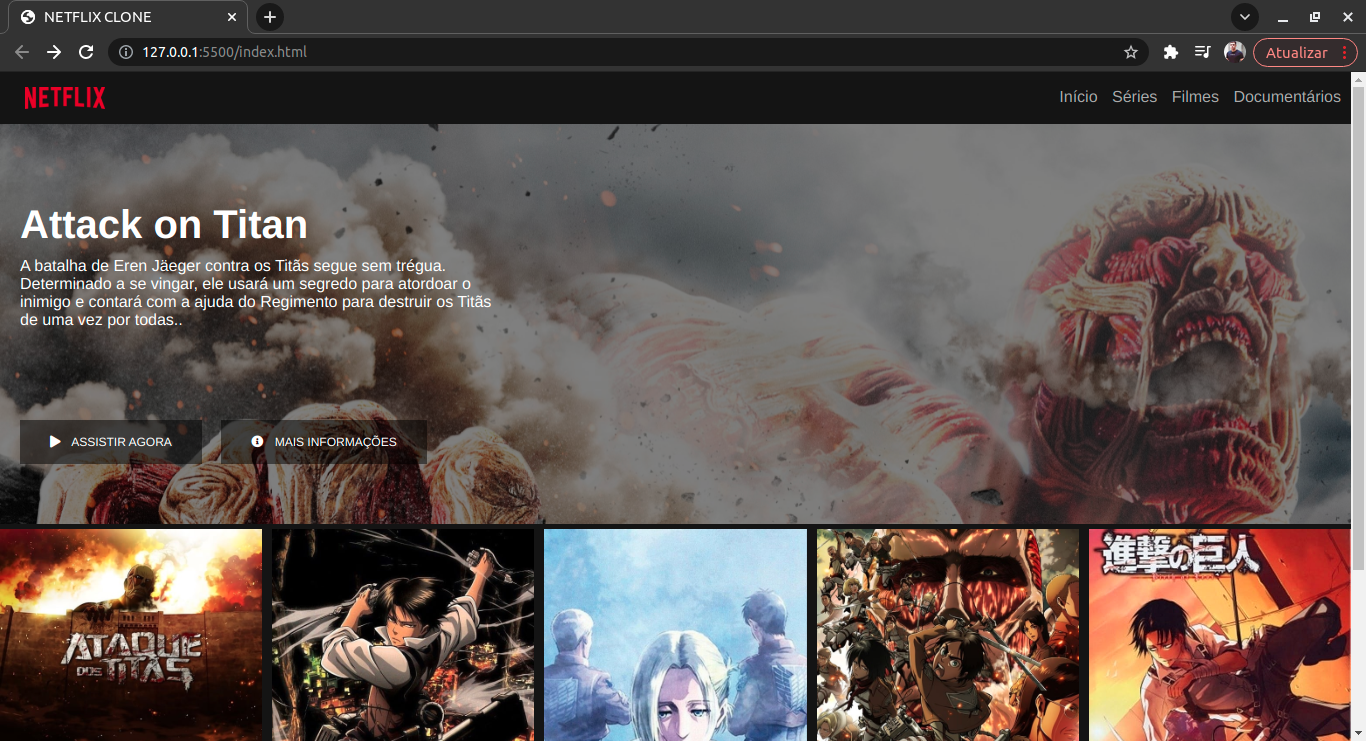 NETFLIX CLONE
127.0.0.1:5500/index.html
Atualizar
NETFLIX
Início Séries Filmes Documentários
Attack on Titan
A batalha de Eren Jäeger contra os Titãs segue sem trégua.
Determinado a se vingar, ele usará um segredo para atordoar o
inimigo e contará com a ajuda do Regimento para destruir os Titãs
de uma vez por todas..
ASSISTIR AGORA
MAIS INFORMAÇÕES
ATAQUE
DOS TITÃS
進撃の巨人